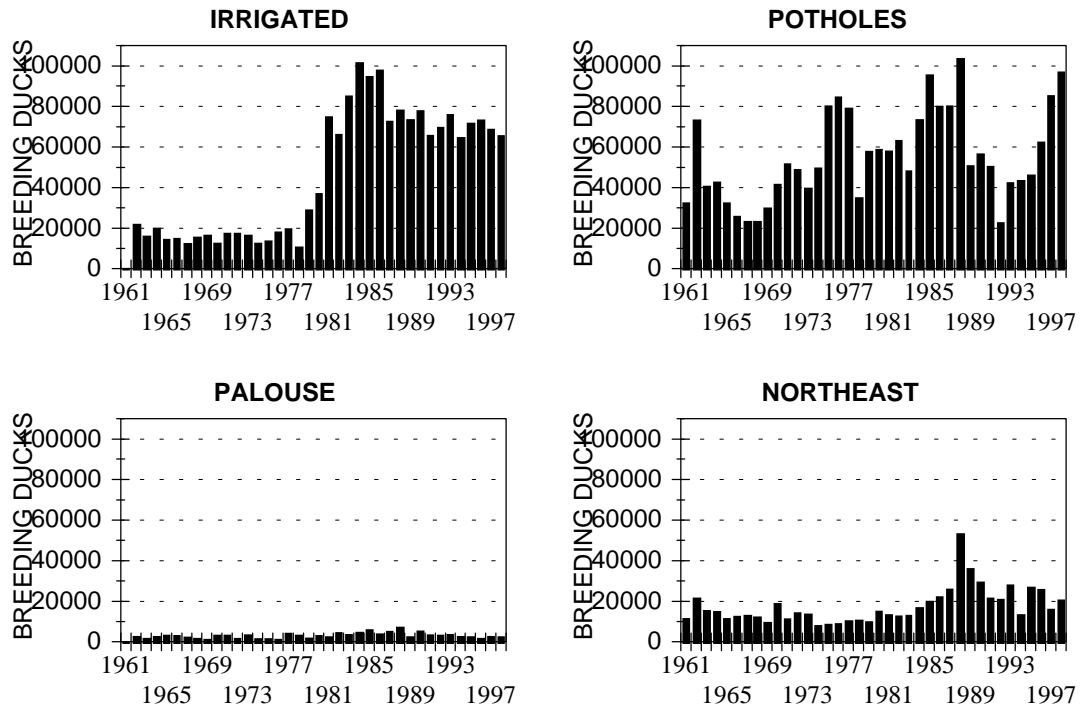 IRRIGATED
BREEDING DUCKS
100000
80000
60000
40000
20000
0
1961 1969 1977 1985 1993
1965 1973 1981 1989 1997
POTHOLES
BREEDING DUCKS
100000
80000
60000
40000
20000
0
1961 1969 1977 1985 1993
1965 1973 1981 1989 1997
PALOUSE
BREEDING DUCKS
100000
80000
60000
40000
20000
0
1961 1969 1977 1985 1993
1965 1973 1981 1989 1997
NORTHEAST
BREEDING DUCKS
100000
80000
60000
40000
20000
0
1961 1969 1977 1985 1993
1965 1973 1981 1989 1997